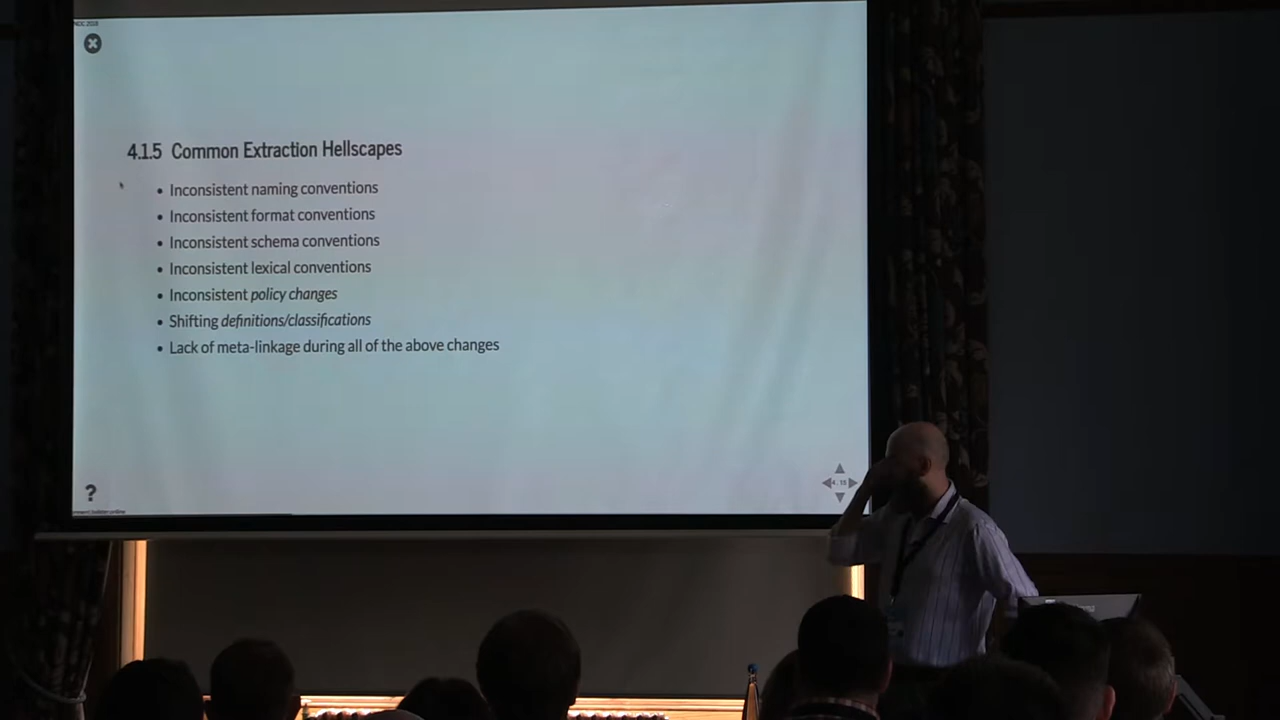 4.1.5 Common Extraction Hellscapes
• Inconsistent naming conventions
• Inconsistent format conventions
• Inconsistent schema conventions
• Inconsistent lexical conventions
• Inconsistent policy changes
• Shifting definitions/classifications
• Lack of meta-linkage during all of the above changes
?